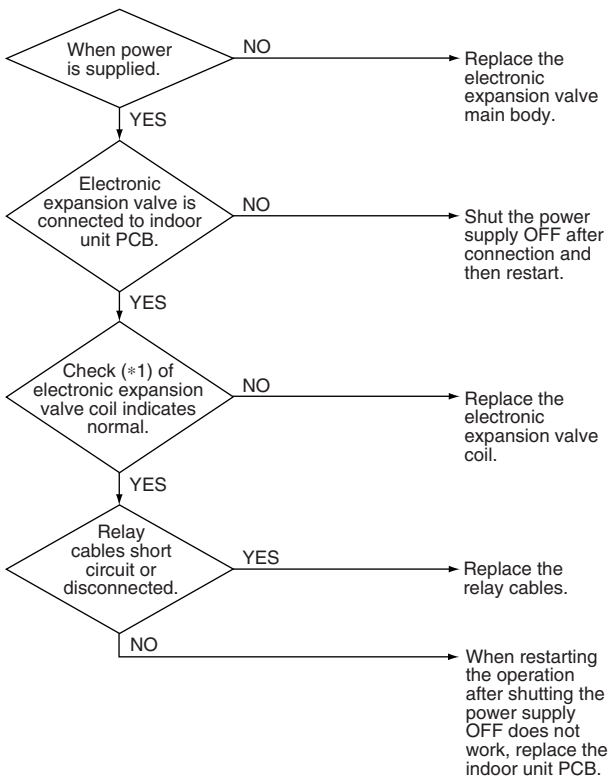 When power
is supplied.
NO
Replace the
electronic
expansion valve
main body.
YES
Electronic
expansion valve is
connected to indoor
unit PCB.
NO
Shut the power
supply OFF after
connection and
then restart.
YES
Check (*1) of
electronic expansion
valve coil indicates
normal.
NO
Replace the
electronic
expansion valve
coil.
YES
Relay
cables short
circuit or
disconnected.
YES
Replace the
relay cables.
NO
When restarting
the operation
after shutting the
power supply
OFF does not
work, replace the
indoor unit PCB.